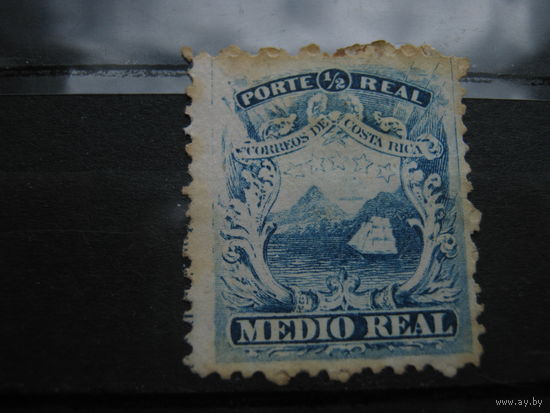 PORTE ½ REAL
CORREOS DE COSTA RICA
MEDIO REAL
www.ay.by